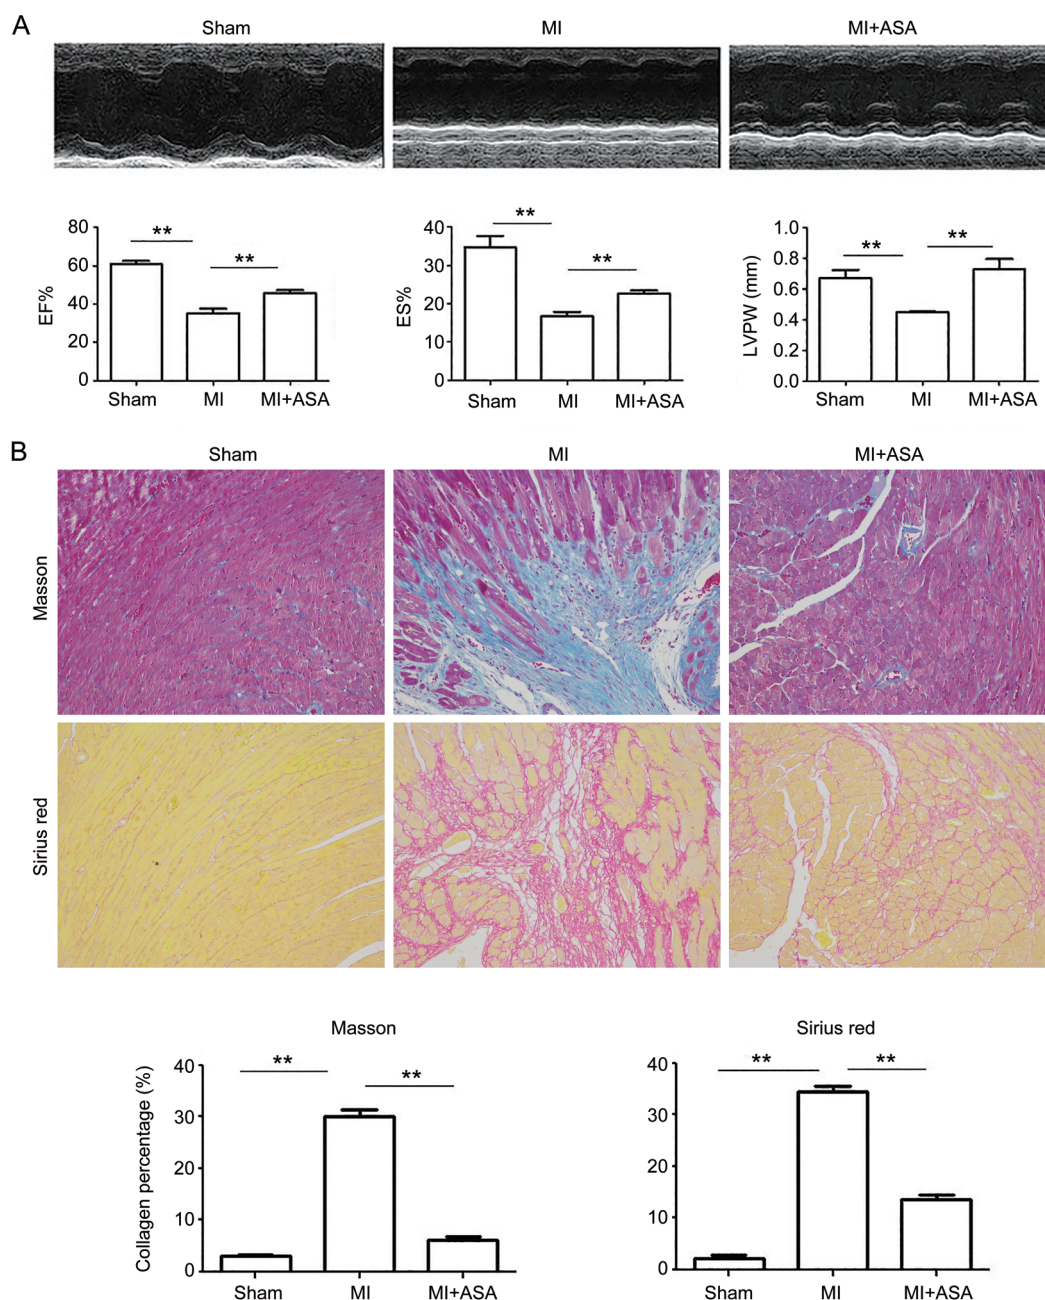 A
Sham MI MI+ASA
EF%
80
60
40
20
0
** **
Sham MI MI+ASA
ES%
40
30
20
10
0
** **
Sham MI MI+ASA
LVPW (mm)
1.0
0.8
0.6
0.4
0.2
0.0
** **
Sham MI MI+ASA
B
Sham MI MI+ASA
Masson
Sirius red
Masson
Collagen percentage (%)
40
30
20
10
0
** **
Sham MI MI+ASA
Sirius red
40
30
20
10
0
** **
Sham MI MI+ASA